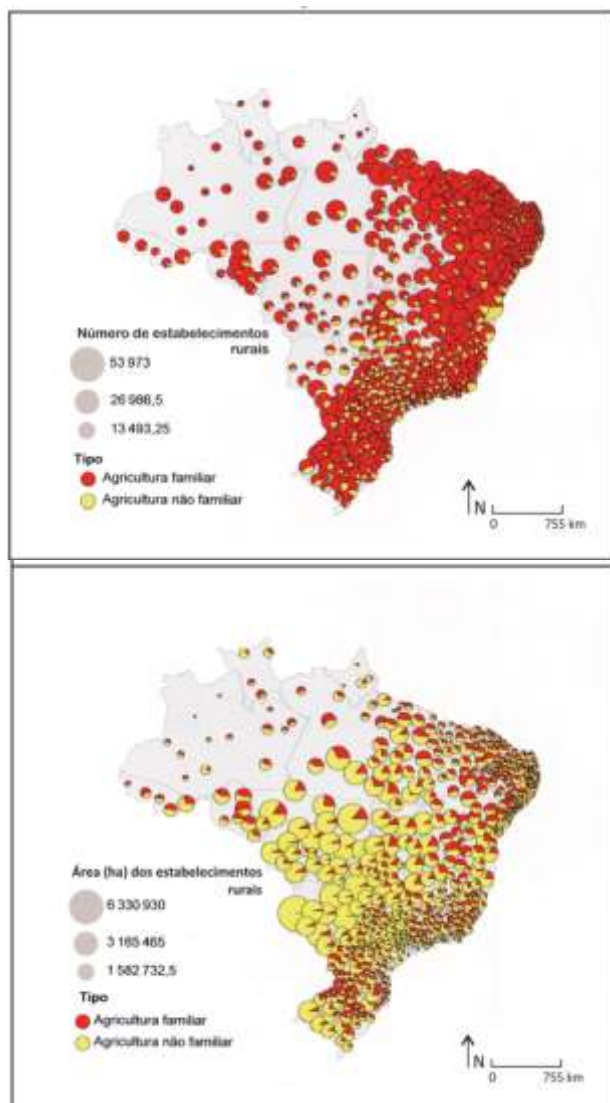 Número de estabelecimentos
rurais
53 973
26 986,5
13 493,25
Tipo
Agricultura familiar
Agricultura não familiar
N
0 755 km
Área (ha) dos estabelecimentos
rurais
6 330 930
3 165 465
1 582 732,5
Tipo
Agricultura familiar
Agricultura não familiar
N
0 755 km